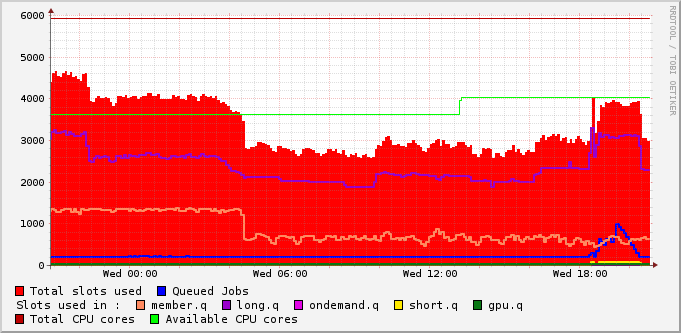 RRDTOOL / TOBI OETIKER
6000
5000
4000
3000
2000
1000
0
Wed 00:00 Wed 06:00 Wed 12:00 Wed 18:00
Total slots used Queued Jobs
Slots used in : member.q long.q ondemand.q short.q gpu.q
Total CPU cores Available CPU cores